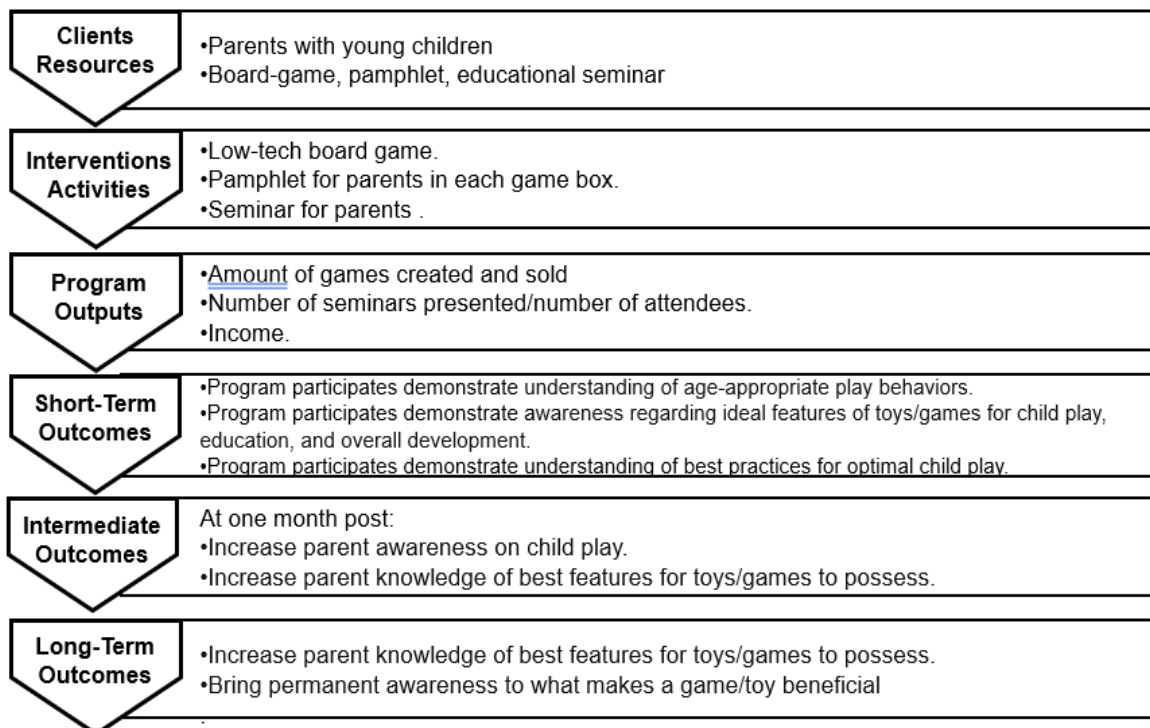 Clients
Resources
•Parents with young children
•Board-game, pamphlet, educational seminar
Interventions
Activities
•Low-tech board game.
•Pamphlet for parents in each game box.
•Seminar for parents .
Program
Outputs
•Amount of games created and sold
•Number of seminars presented/number of attendees.
•Income.
Short-Term
Outcomes
•Program participates demonstrate understanding of age-appropriate play behaviors.
•Program participates demonstrate awareness regarding ideal features of toys/games for child play,
education, and overall development.
•Program participates demonstrate understanding of best practices for optimal child play.
Intermediate
Outcomes
At one month post:
•Increase parent awareness on child play.
•Increase parent knowledge of best features for toys/games to possess.
Long-Term
Outcomes
•Increase parent knowledge of best features for toys/games to possess.
•Bring permanent awareness to what makes a game/toy beneficial
.